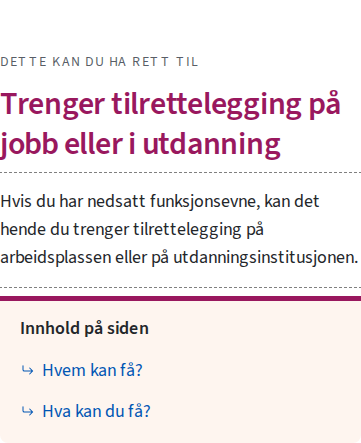 DETTE KAN DU HA RETT TIL
Trenger tilrettelegging på
jobb eller i utdanning
Hvis du har nedsatt funksjonsevne, kan det
hende du trenger tilrettelegging på
arbeidsplassen eller på utdanningsinstitusjonen.
Innhold på siden
↳ Hvem kan få?
↳ Hva kan du få?